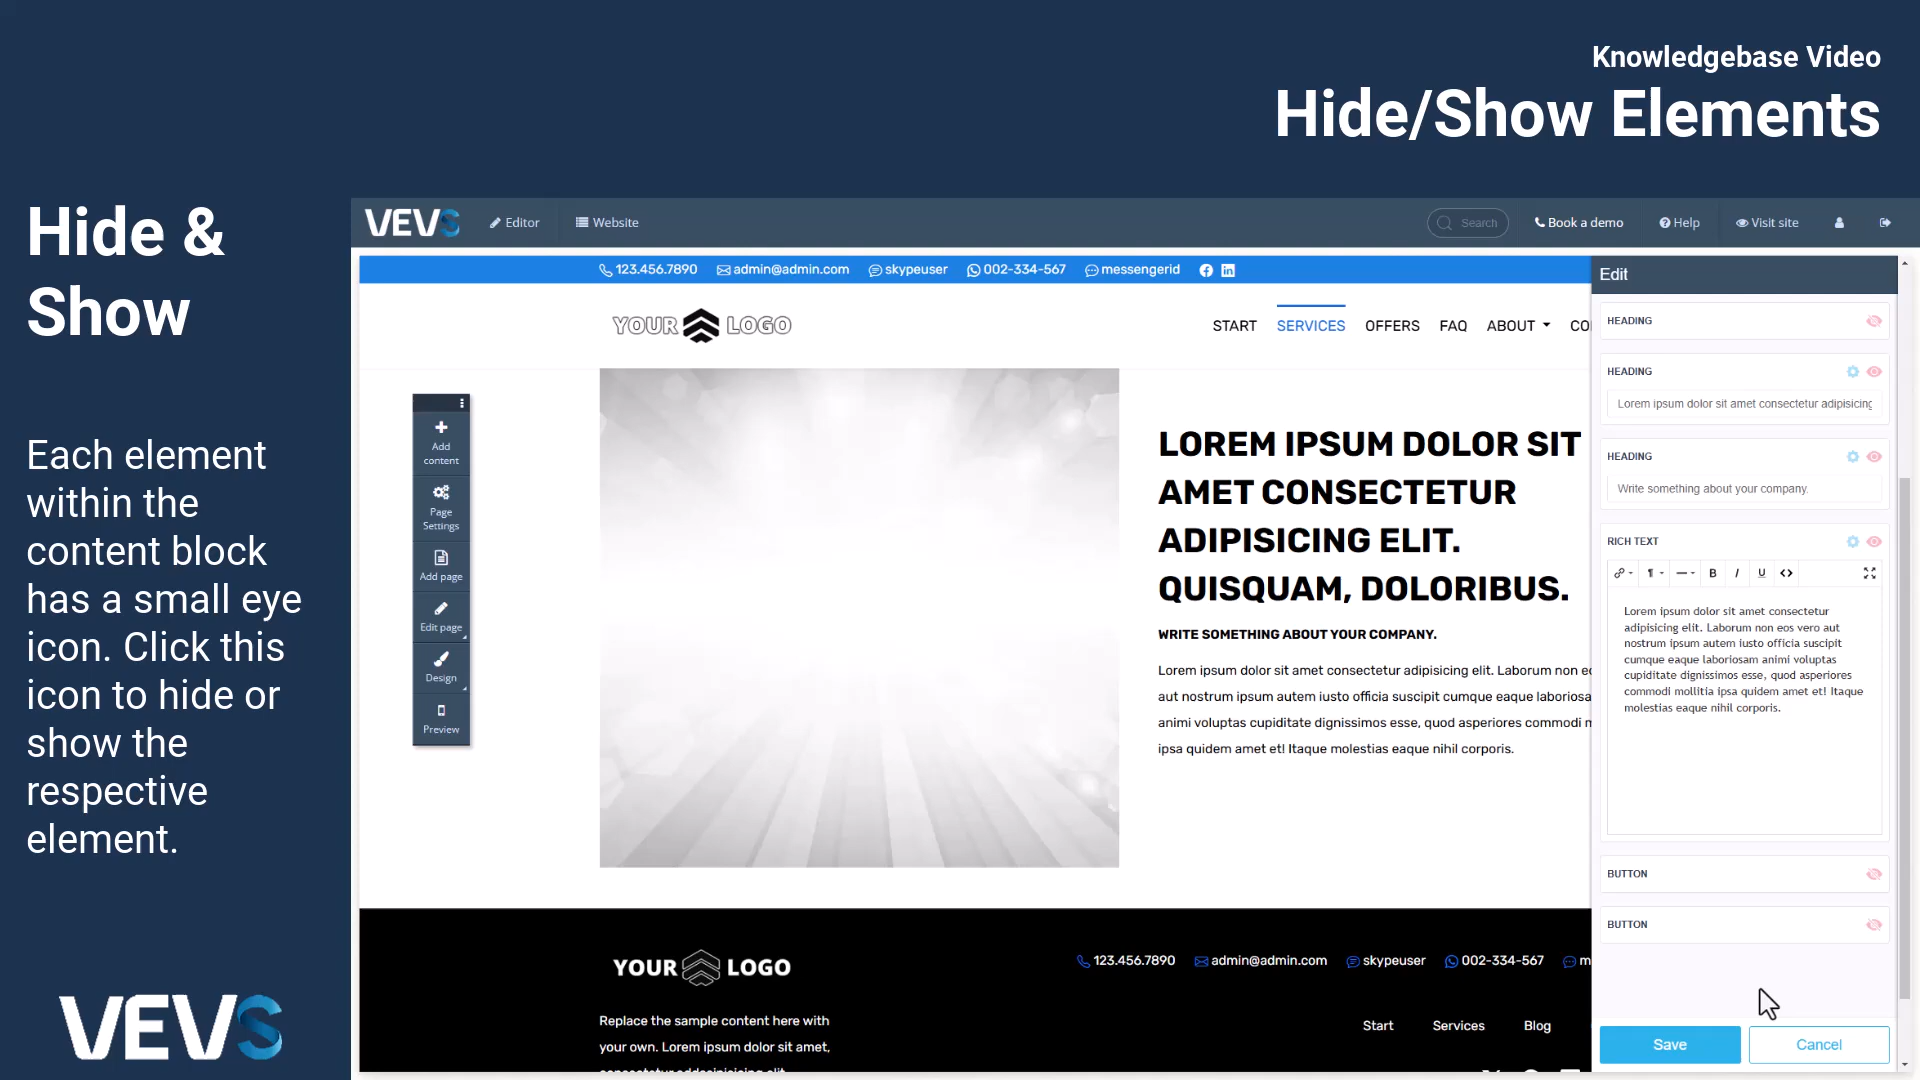 Knowledgebase Video
Hide/Show Elements
Hide &
Show
Each element
within the
content block
has a small eye
icon. Click this
icon to hide or
show the
respective
element.
VEVS
VEVS
Editor
Website
Search
Book a demo
Help
Visit site
123.456.7890
admin@admin.com
skypeuser
002-334-567
messengerid
YOUR LOGO
START
SERVICES
OFFERS
FAQ
ABOUT
CO
Add
content
Page
Settings
Add page
Edit page
Design
Preview
LOREM IPSUM DOLOR SIT
AMET CONSECTETUR
ADIPISICING ELIT.
QUISQUAM, DOLORIBUS.
WRITE SOMETHING ABOUT YOUR COMPANY.
Lorem ipsum dolor sit amet consectetur adipisicing elit. Laborum non eo
aut nostrum ipsum autem iusto officia suscipit cumque eaque laboriosa
animi voluptas cupiditate dignissimos esse, quod asperiores commodi m
ipsa quidem amet et! Itaque molestias eaque nihil corporis.
Edit
HEADING
HEADING
Lorem ipsum dolor sit amet consectetur adipisicing
HEADING
Write something about your company.
RICH TEXT
B I U
Lorem ipsum dolor sit amet consectetur
adipisicing elit. Laborum non eos vero aut
nostrum ipsum autem iusto officia suscipit
cumque eaque laboriosam animi voluptas
cupiditate dignissimos esse, quod asperiores
commodi mollitia ipsa quidem amet et! Itaque
molestias eaque nihil corporis.
BUTTON
BUTTON
Save
Cancel
YOUR LOGO
123.456.7890
admin@admin.com
skypeuser
002-334-567
m
Replace the sample content here with
your own. Lorem ipsum dolor sit amet,
Start
Services
Blog